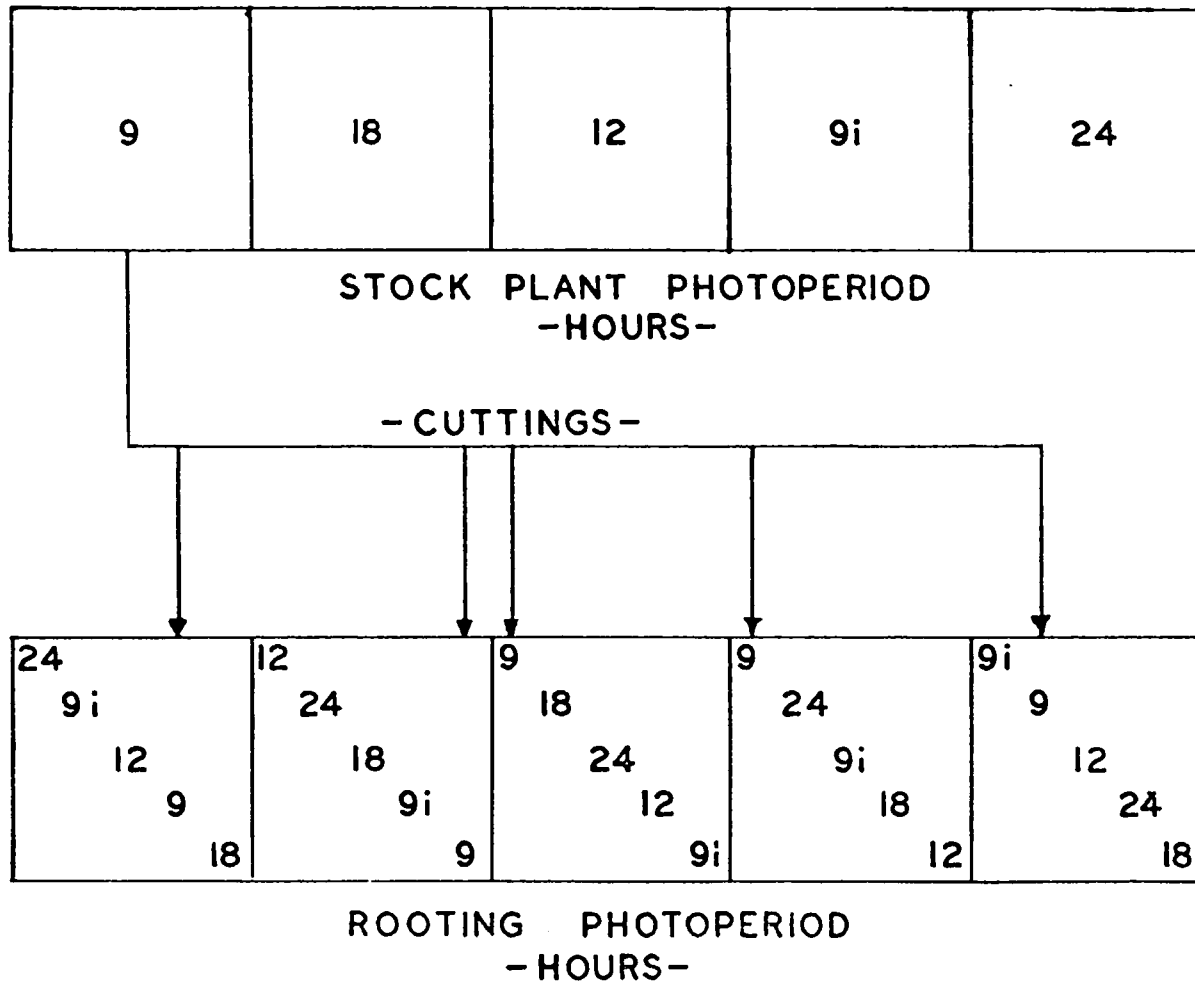 9 18 12 9i 24
STOCK PLANT PHOTOPERIOD
-HOURS-
-CUTTINGS-
24 12 9 9 9i
9i 24 18 24 9
12 18 24 9i 12
9 9i 12 18 24
18 9 9i 12 18
ROOTING PHOTOPERIOD
-HOURS-